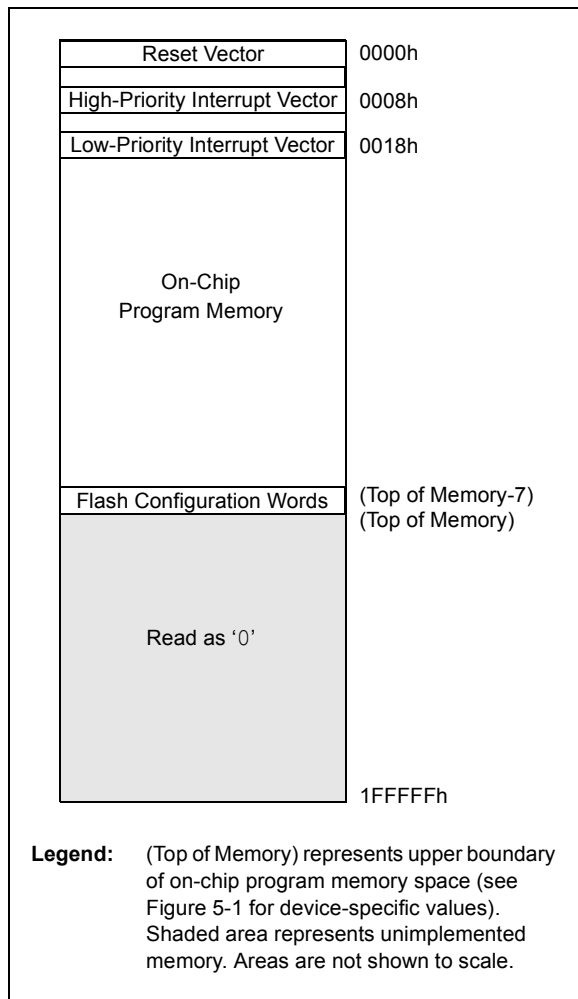 Reset Vector 0000h
High-Priority Interrupt Vector 0008h
Low-Priority Interrupt Vector 0018h
On-Chip
Program Memory
Flash Configuration Words (Top of Memory-7)
(Top of Memory)
Read as ‘0’
1FFFFFh
Legend: (Top of Memory) represents upper boundary
of on-chip program memory space (see
Figure 5-1 for device-specific values).
Shaded area represents unimplemented
memory. Areas are not shown to scale.